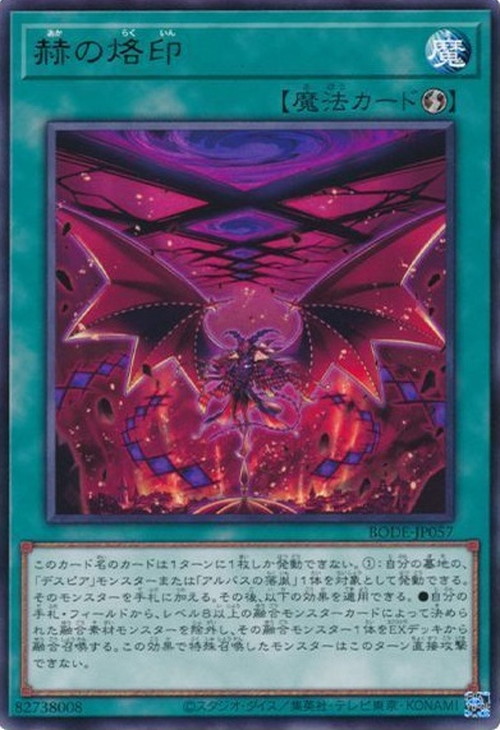 赫の烙印
あか らく いん
魔
【魔法カード】
BODE-JP057
このカード名のカードは1ターンに1枚しか発動できない。①：自分の墓地の、
「デスピア」モンスターまたは「アルバスの落胤」1体を対象として発動できる。
そのモンスターを手札に加える。その後、以下の効果を適用できる。●自分の
手札・フィールドから、レベル8以上の融合モンスターカードによって決めら
れた融合素材モンスターを除外し、その融合モンスター1体をEXデッキから
融合召喚する。この効果で特殊召喚したモンスターはこのターン直接攻撃
できない。
82738008
©スタジオ・ダイス／集英社・テレビ東京・KONAMI